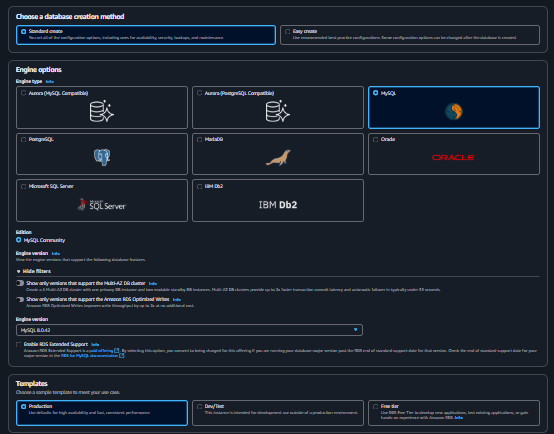 Choose a database creation method
Standard create
You set all of the configuration options, including ones for availability, security, backups, and maintenance.
Easy create
Use recommended best-practice configurations. Some configuration options can be changed after the database is created.
Engine options
Engine type Info
Aurora (MySQL Compatible)
Aurora (PostgreSQL Compatible)
MySQL
PostgreSQL
MariaDB
Oracle
ORACLE
Microsoft SQL Server
SQL Server
IBM Db2
IBM Db2
Edition
MySQL Community
Engine version Info
View the engine versions that support the following database features.
Hide filters
Show only versions that support the Multi-AZ DB cluster Info
Create a A Multi-AZ DB cluster with one primary DB instance and two readable standby DB instances. Multi-AZ DB clusters provide up to 2x faster transaction commit latency and automatic failover in typically under 35 seconds.
Show only versions that support the Amazon RDS Optimized Writes Info
Amazon RDS Optimized Writes improves write throughput by up to 2x at no additional cost.
Engine version
MySQL 8.0.42
Enable RDS Extended Support Info
Amazon RDS Extended Support is a paid offering. By selecting this option, you consent to being charged for this offering if you are running your database major version past the RDS end of standard support date for that version. Check the end of standard support date for your
major version in the RDS for MySQL documentation.
Templates
Choose a sample template to meet your use case.
Production
Use defaults for high availability and fast, consistent performance.
Dev/Test
This instance is intended for development use outside of a production environment.
Free tier
Use RDS Free Tier to develop new applications, test existing applications, or gain
hands-on experience with Amazon RDS. Info